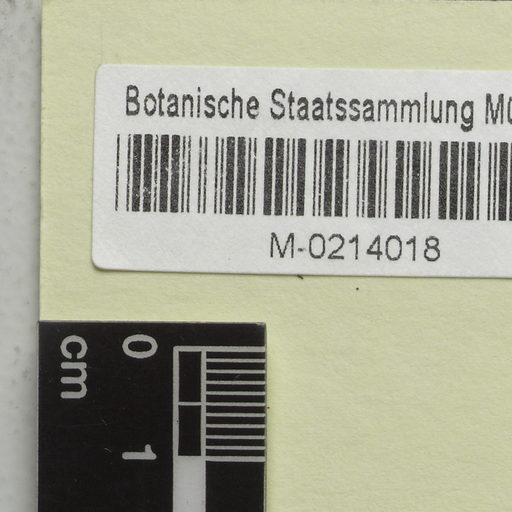 Botanische Staatssammlung
M-0214018
0
cm
1